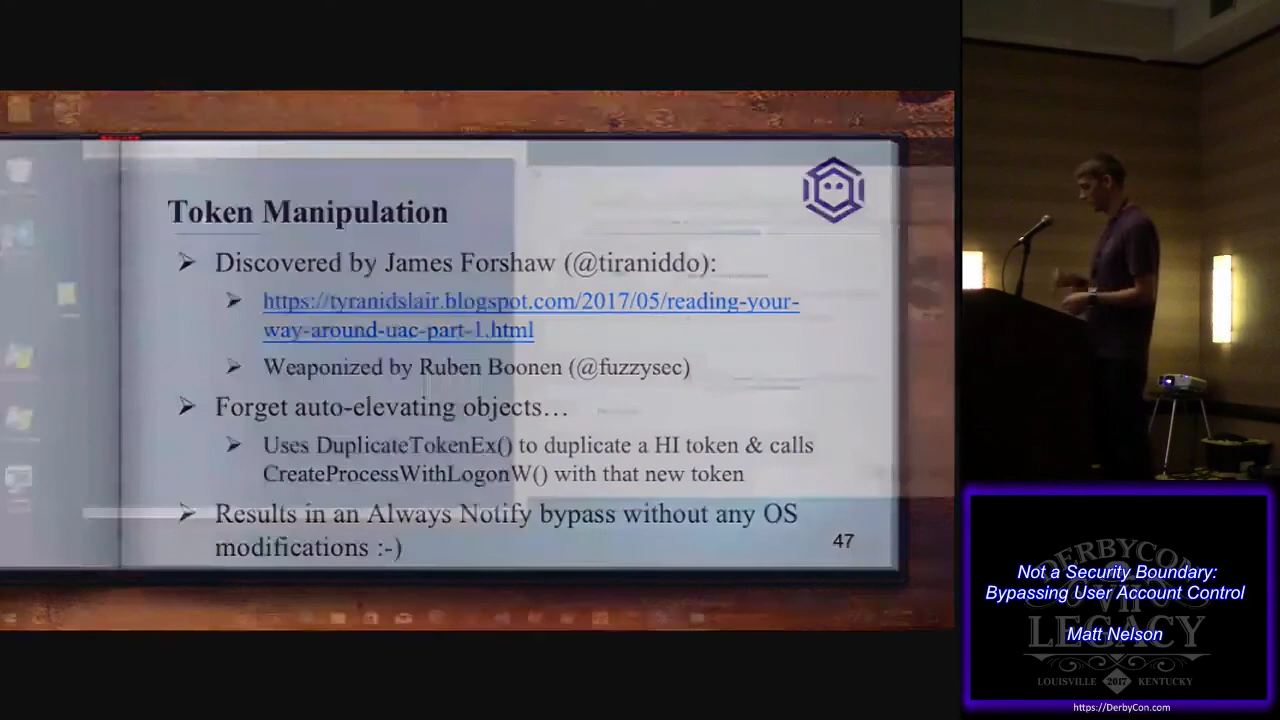 Token Manipulation
Discovered by James Forshaw (@tiraniddo):
https://tyranidslair.blogspot.com/2017/05/reading-your-
way-around-uac-part-1.html
Weaponized by Ruben Boonen (@fuzzysec)
Forget auto-elevating objects…
Uses DuplicateTokenEx() to duplicate a HI token & calls
CreateProcessWithLogonW() with that new token
Results in an Always Notify bypass without any OS
modifications :-)
47
Not a Security Boundary:
Bypassing User Account Control
Matt Nelson
DERBYCON
VII
LEGACY
LOUISVILLE 2017 KENTUCKY
https://DerbyCon.com